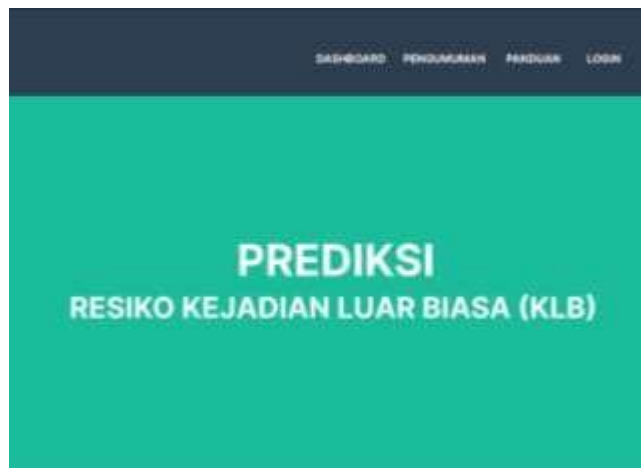 DASHBOARD PENGUMUMAN PANDUAN LOGIN
PREDIKSI
RESIKO KEJADIAN LUAR BIASA (KLB)